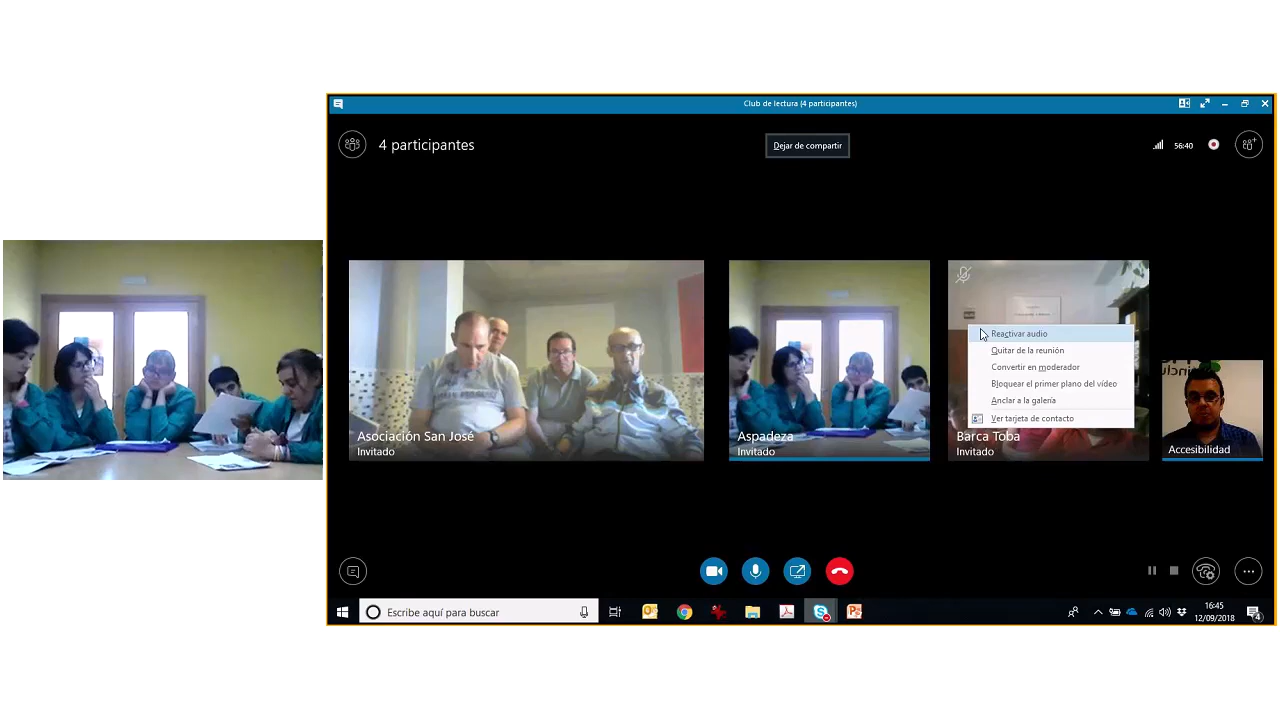 Club de lectura (4 participantes)
4 participantes
Dejar de compartir
56:40
Reactivar audio
Quitar de la reunión
Convertir en moderador
Bloquear el primer plano del vídeo
Anclar a la galería
Ver tarjeta de contacto
Asociación San José
Invitado
Aspadeza
Invitado
Barca Toba
Invitado
Accesibilidad
Escribe aquí para buscar
16:45
12/09/2018
4